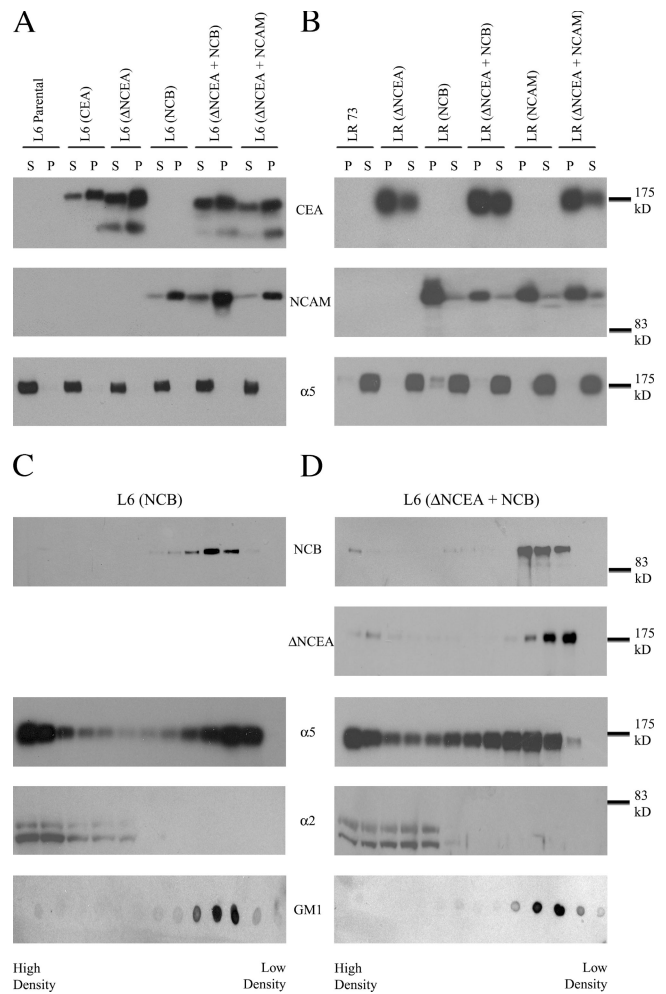 A
B
L6 Parental
L6 (CEA)
L6 (ΔNCEA)
L6 (NCB)
L6 (ΔNCEA + NCB)
L6 (ΔNCEA + NCAM)
LR 73
LR (ΔNCEA)
LR (NCB)
LR (ΔNCEA + NCB)
LR (NCAM)
LR (ΔNCEA + NCAM)
S P S P S P S P S P S P
P S P S P S P S P S P S
CEA
175
kD
NCAM
83
kD
α5
175
kD
C
D
L6 (NCB)
L6 (ΔNCEA + NCB)
NCB
83
kD
ΔNCEA
175
kD
α5
175
kD
α2
83
kD
GM1
High
Density
Low
Density
High
Density
Low
Density